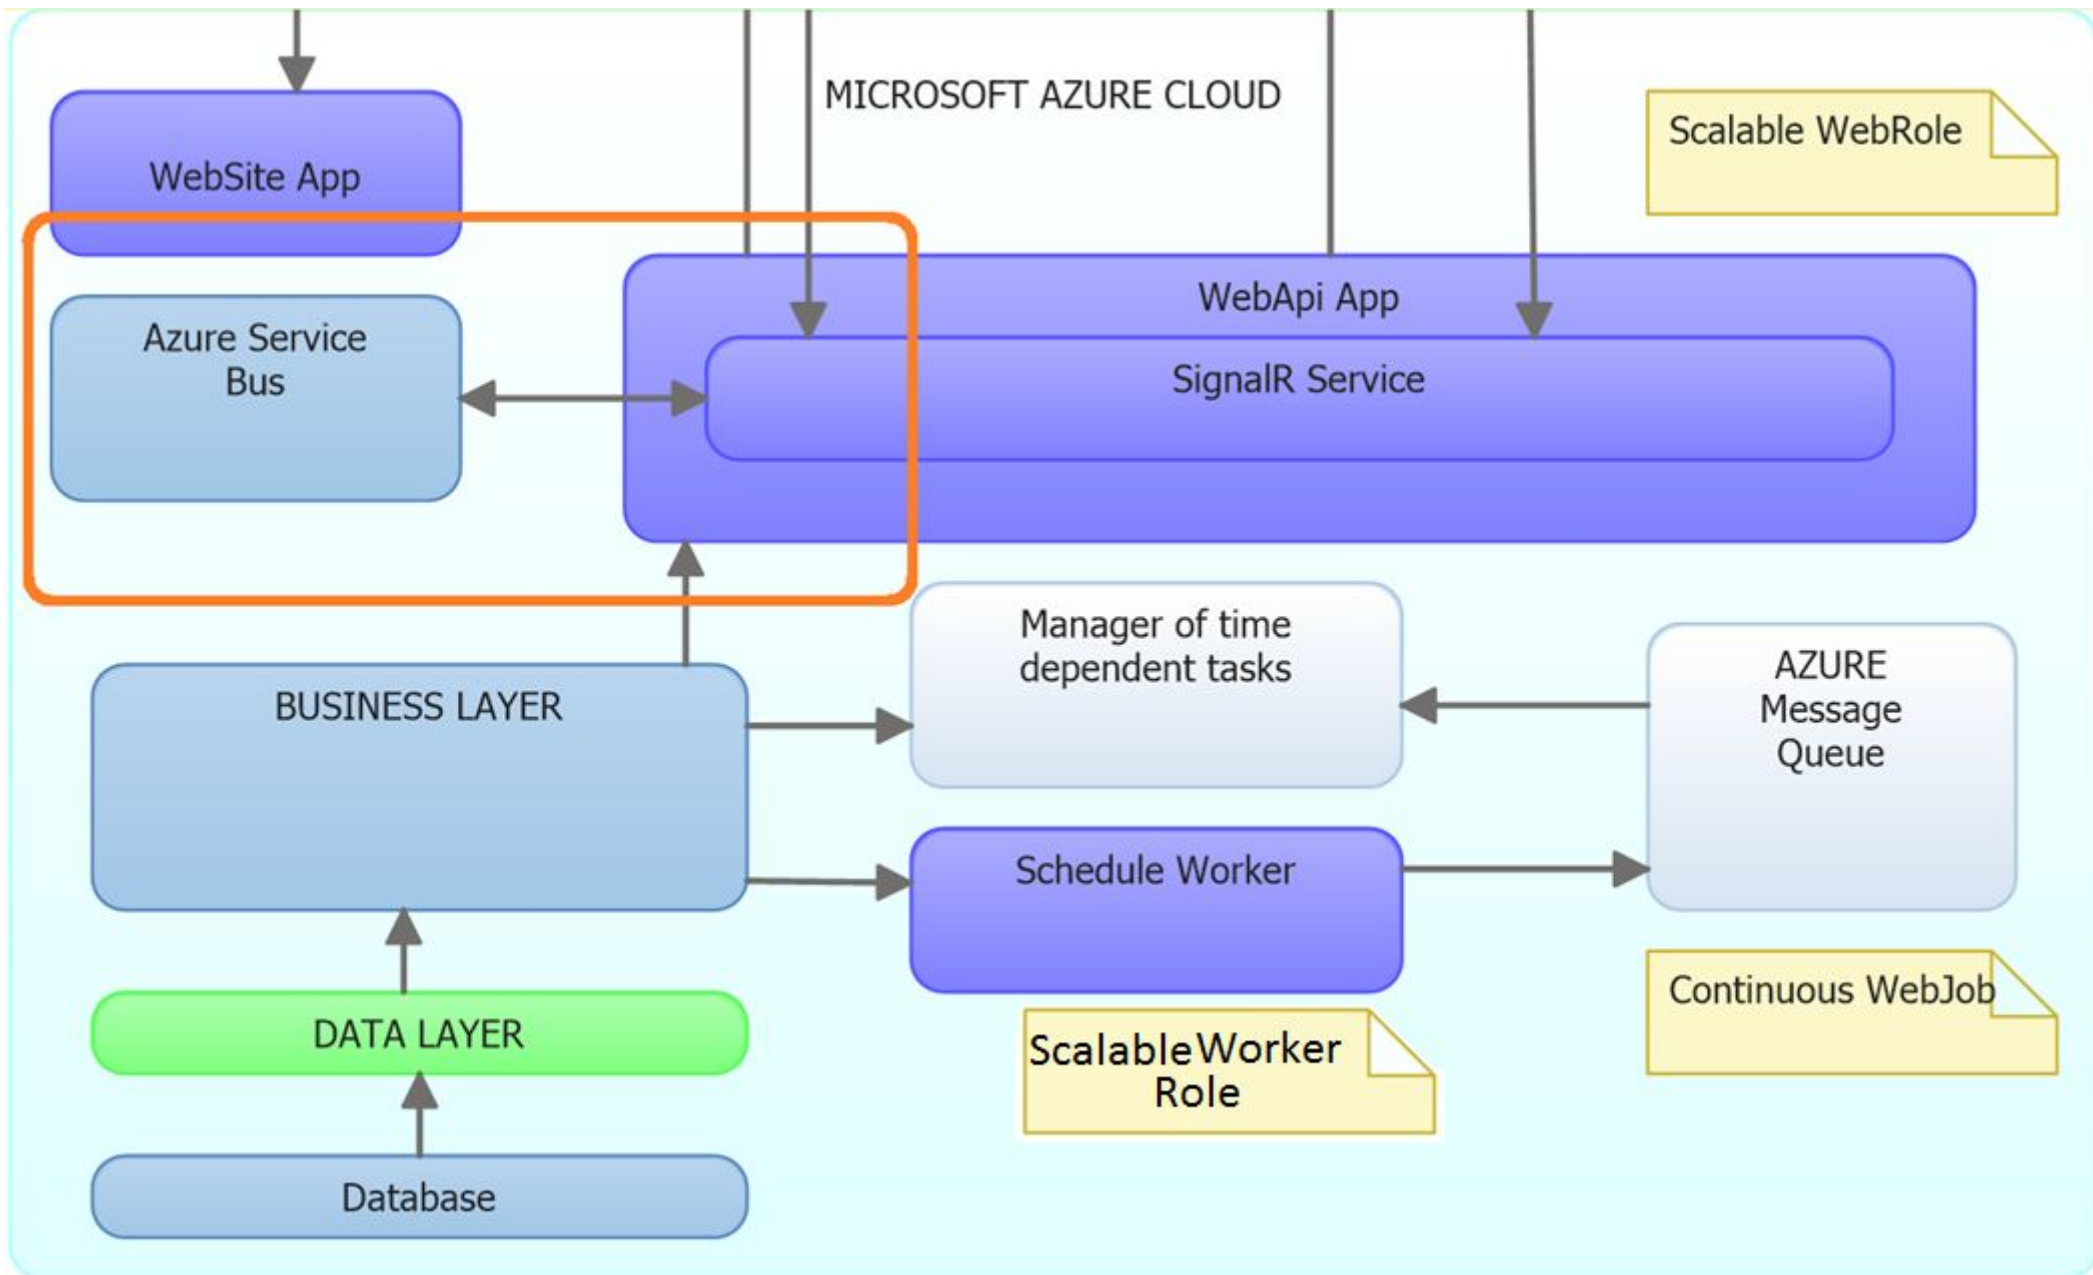 MICROSOFT AZURE CLOUD
Scalable WebRole
WebSite App
WebApi App
Azure Service
Bus
SignalR Service
Manager of time
dependent tasks
AZURE
Message
Queue
BUSINESS LAYER
Schedule Worker
Continuous WebJob
DATA LAYER
ScalableWorker
Role
Database